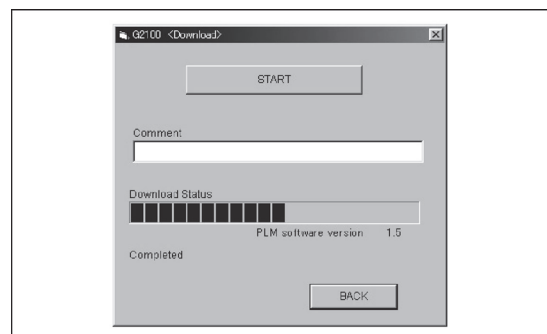 G2100 <Download>
START
Comment
Download Status
PLM software version 1.5
Completed
BACK